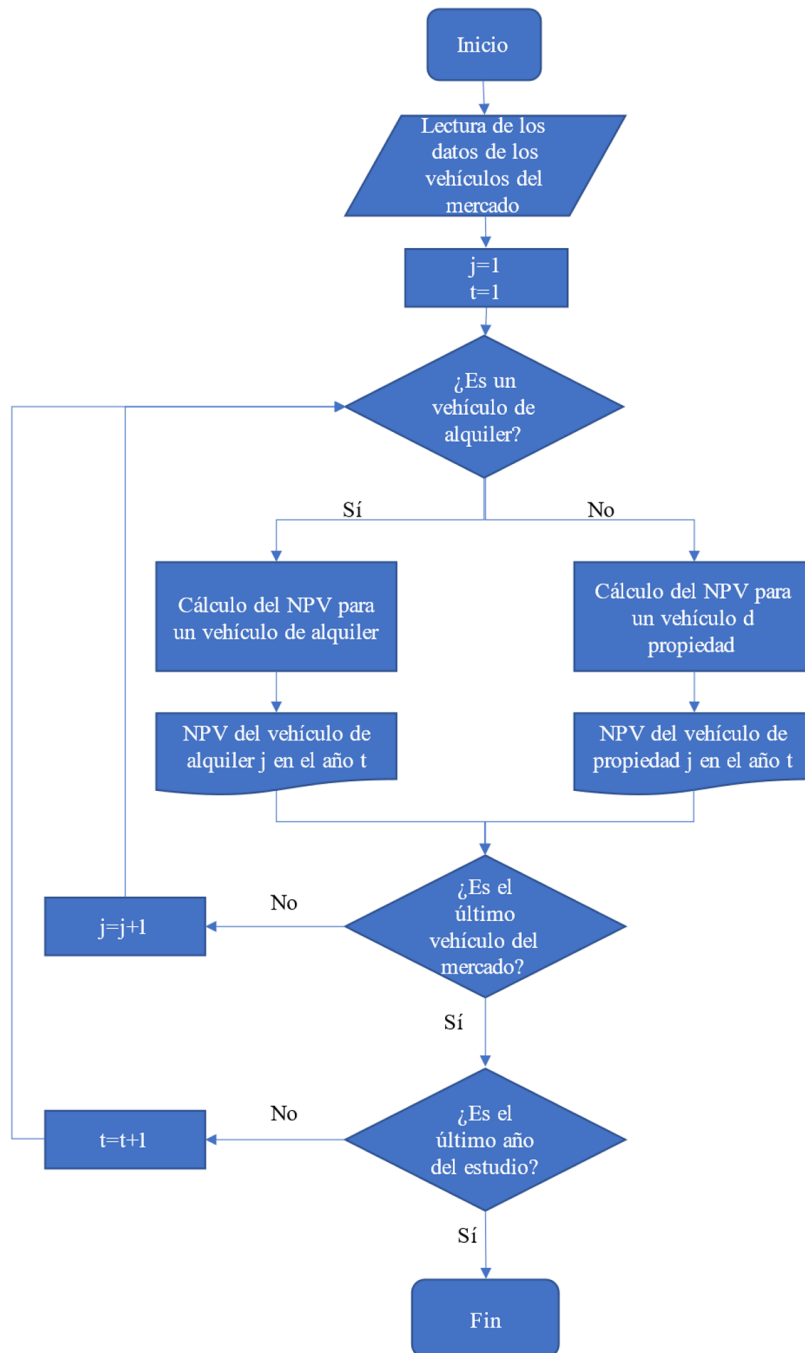 Inicio
Lectura de los
datos de los
vehículos del
mercado
j=1
t=1
¿Es un
vehículo de
alquiler?
Sí
No
Cálculo del NPV para
un vehículo de alquiler
Cálculo del NPV para
un vehículo d
propiedad
NPV del vehículo de
alquiler j en el año t
NPV del vehículo de
propiedad j en el año t
¿Es el
último
vehículo del
mercado?
No
j=j+1
Sí
¿Es el
último año
del estudio?
No
t=t+1
Sí
Fin